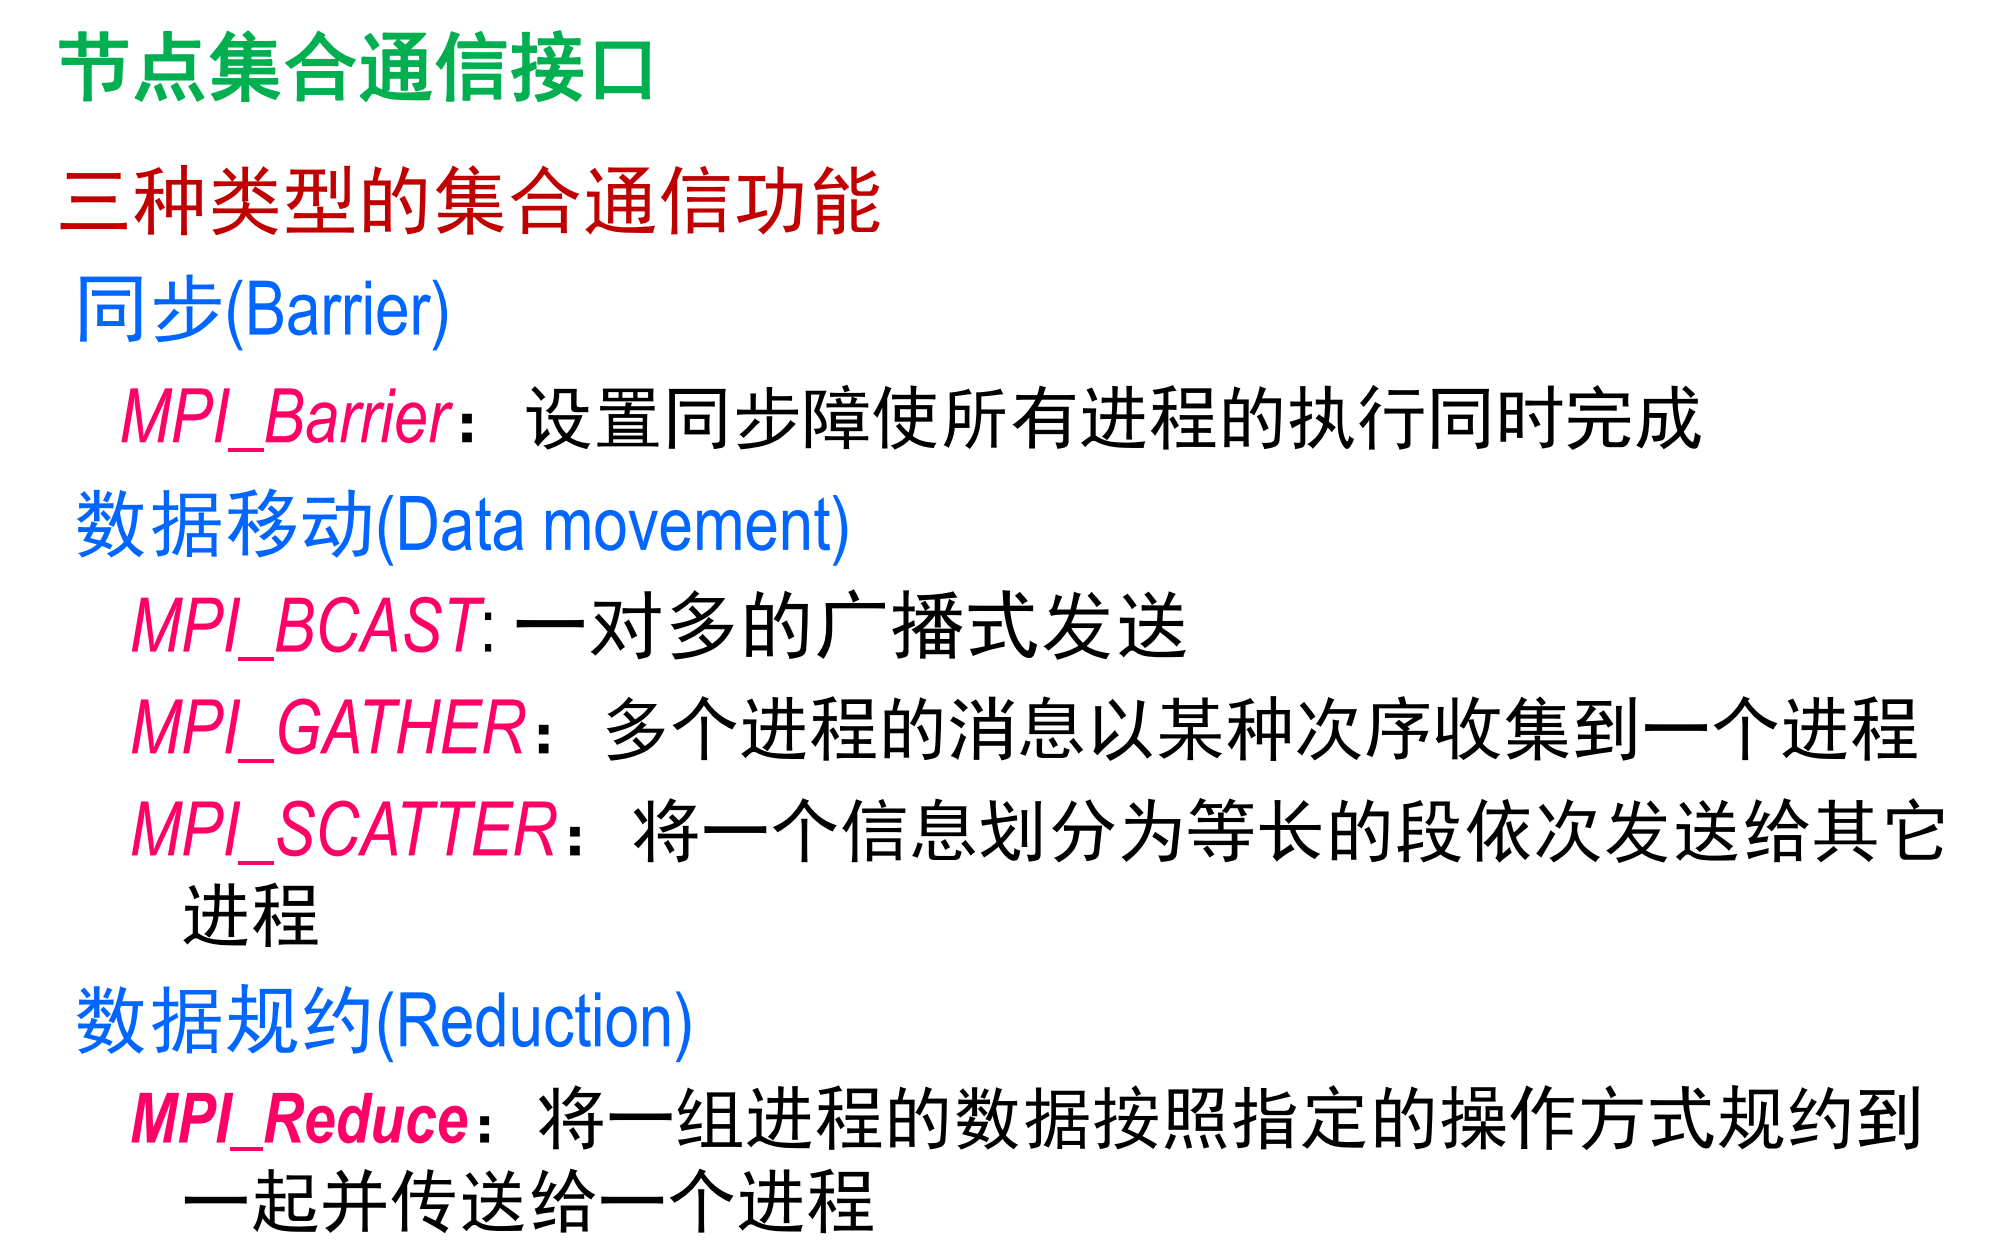 节点集合通信接口
三种类型的集合通信功能
同步(Barrier)
MPI_Barrier：设置同步障使所有进程的执行同时完成
数据移动(Data movement)
MPI_BCAST: 一对多的广播式发送
MPI_GATHER：多个进程的消息以某种次序收集到一个进程
MPI_SCATTER：将一个信息划分为等长的段依次发送给其它
进程
数据规约(Reduction)
MPI_Reduce：将一组进程的数据按照指定的操作方式规约到
一起并传送给一个进程